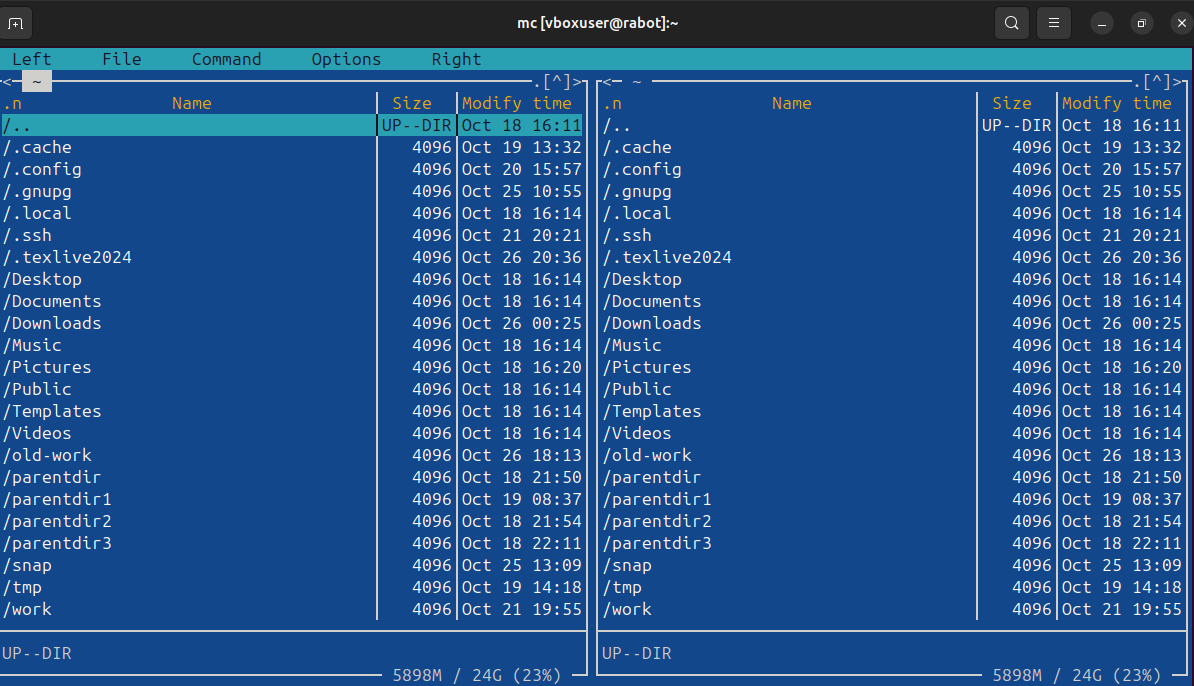 mc [vboxuser@rabot]:~
Left File Command Options Right
<─ ~ ─.[^]>┐ <─ ~ ─.[^]>┐
.n Name Size Modify time .n Name Size Modify time
/.. UP--DIR Oct 18 16:11 /.. UP--DIR Oct 18 16:11
/.cache 4096 Oct 19 13:32 /.cache 4096 Oct 19 13:32
/.config 4096 Oct 20 15:57 /.config 4096 Oct 20 15:57
/.gnupg 4096 Oct 25 10:55 /.gnupg 4096 Oct 25 10:55
/.local 4096 Oct 18 16:14 /.local 4096 Oct 18 16:14
/.ssh 4096 Oct 21 20:21 /.ssh 4096 Oct 21 20:21
/.texlive2024 4096 Oct 26 20:36 /.texlive2024 4096 Oct 26 20:36
/Desktop 4096 Oct 18 16:14 /Desktop 4096 Oct 18 16:14
/Documents 4096 Oct 18 16:14 /Documents 4096 Oct 18 16:14
/Downloads 4096 Oct 26 00:25 /Downloads 4096 Oct 26 00:25
/Music 4096 Oct 18 16:14 /Music 4096 Oct 18 16:14
/Pictures 4096 Oct 18 16:20 /Pictures 4096 Oct 18 16:20
/Public 4096 Oct 18 16:14 /Public 4096 Oct 18 16:14
/Templates 4096 Oct 18 16:14 /Templates 4096 Oct 18 16:14
/Videos 4096 Oct 18 16:14 /Videos 4096 Oct 18 16:14
/old-work 4096 Oct 26 18:13 /old-work 4096 Oct 26 18:13
/parentdir 4096 Oct 18 21:50 /parentdir 4096 Oct 18 21:50
/parentdir1 4096 Oct 19 08:37 /parentdir1 4096 Oct 19 08:37
/parentdir2 4096 Oct 18 21:54 /parentdir2 4096 Oct 18 21:54
/parentdir3 4096 Oct 18 22:11 /parentdir3 4096 Oct 18 22:11
/snap 4096 Oct 25 13:09 /snap 4096 Oct 25 13:09
/tmp 4096 Oct 19 14:18 /tmp 4096 Oct 19 14:18
/work 4096 Oct 21 19:55 /work 4096 Oct 21 19:55
UP--DIR UP--DIR
5898M / 24G (23%) 5898M / 24G (23%)